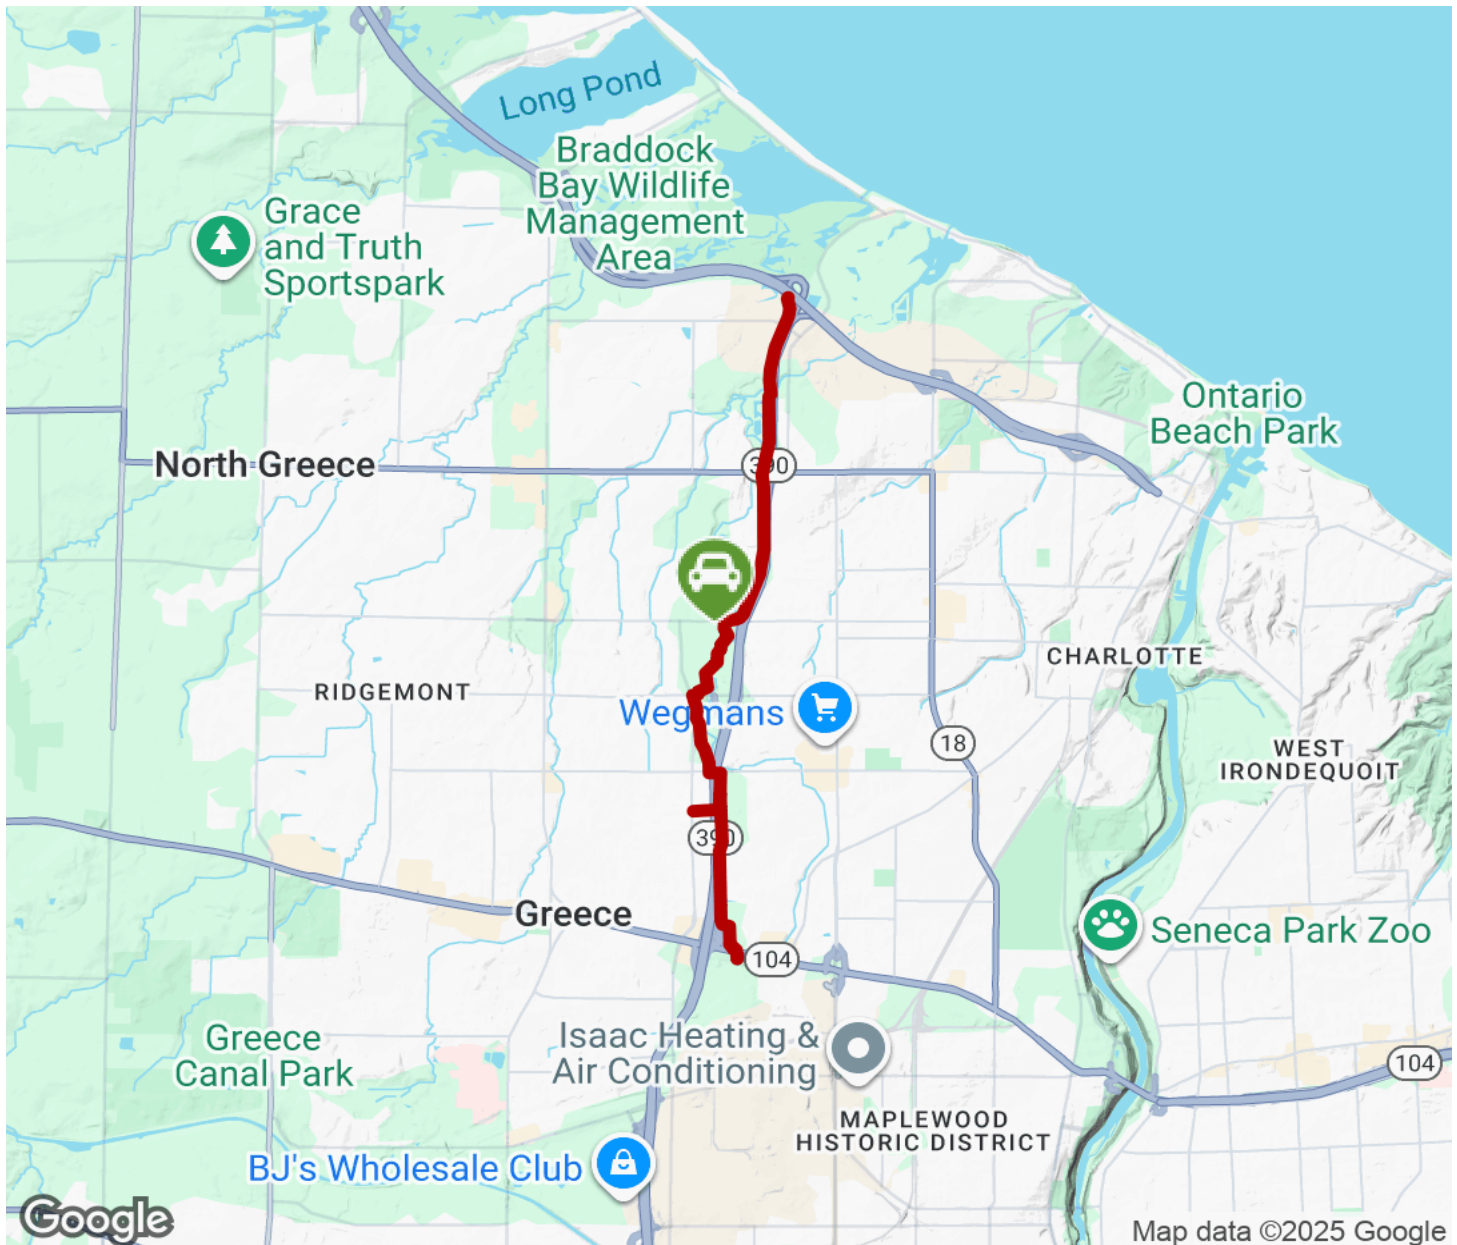 Long Pond
Braddock
Bay Wildlife
Management
Area
Grace
and Truth
Sportspark
Ontario
Beach Park
North Greece
390
CHARLOTTE
RIDGEMONT
Wegmans
18
WEST
IRONDEQUOIT
390
Greece
Seneca Park Zoo
104
Isaac Heating &
Air Conditioning
Greece
Canal Park
104
MAPLEWOOD
HISTORIC DISTRICT
BJ's Wholesale Club
Google
Map data ©2025 Google